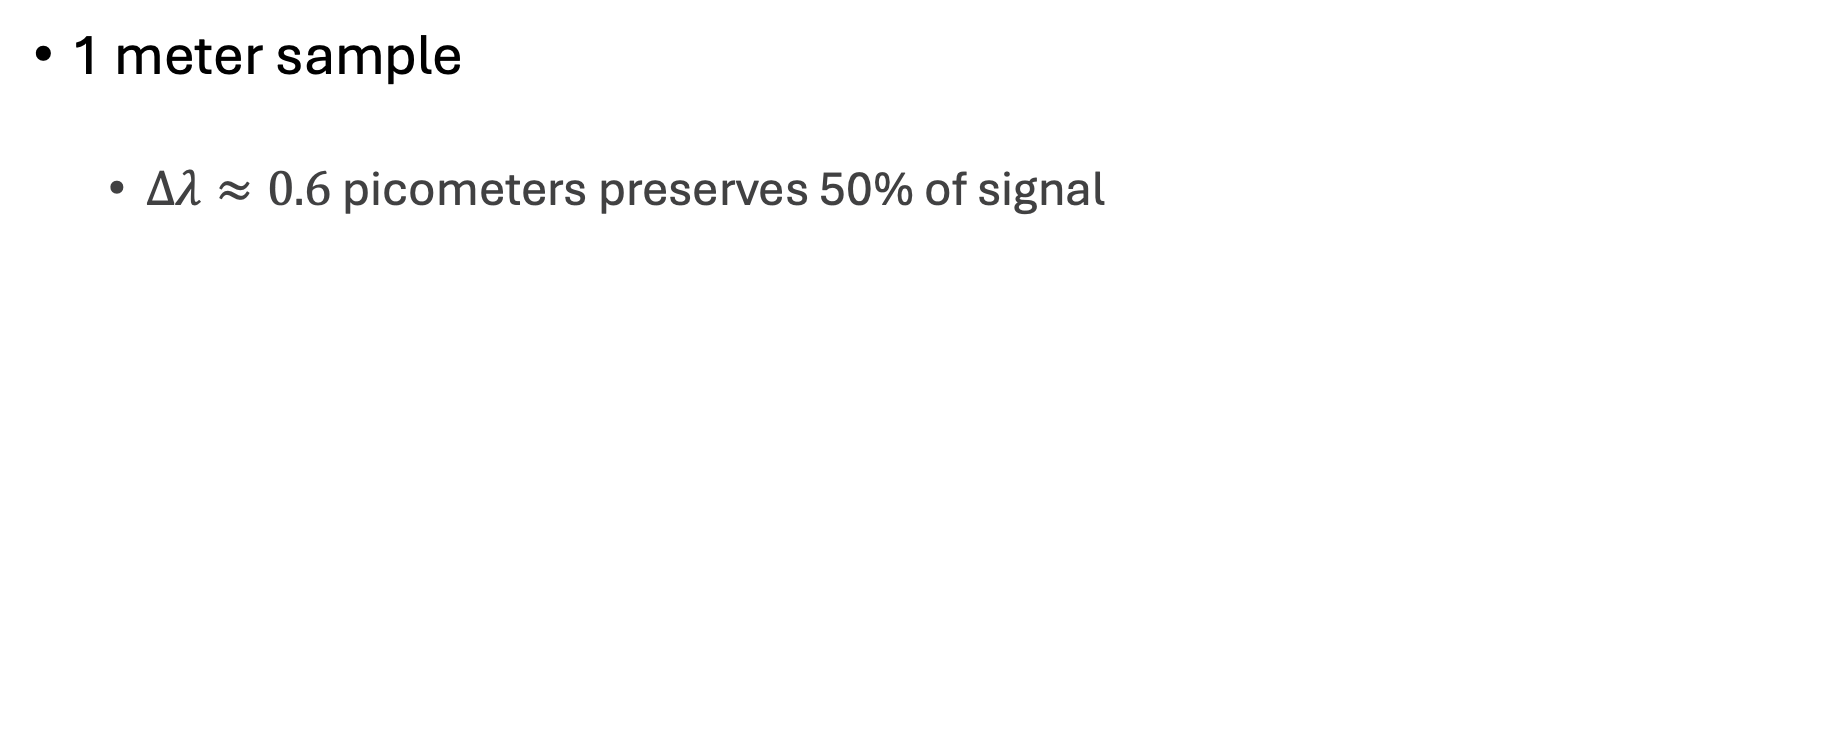 • 1 meter sample
• Δλ ≈ 0.6 picometers preserves 50% of signal